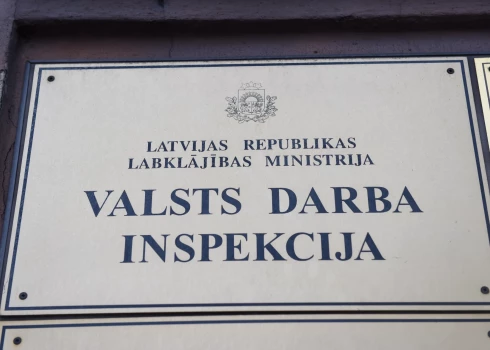 LATVIJAS REPUBLIKAS
LABKLĀJĪBAS MINISTRIJA
VALSTS DARBA
INSPEKCIJA